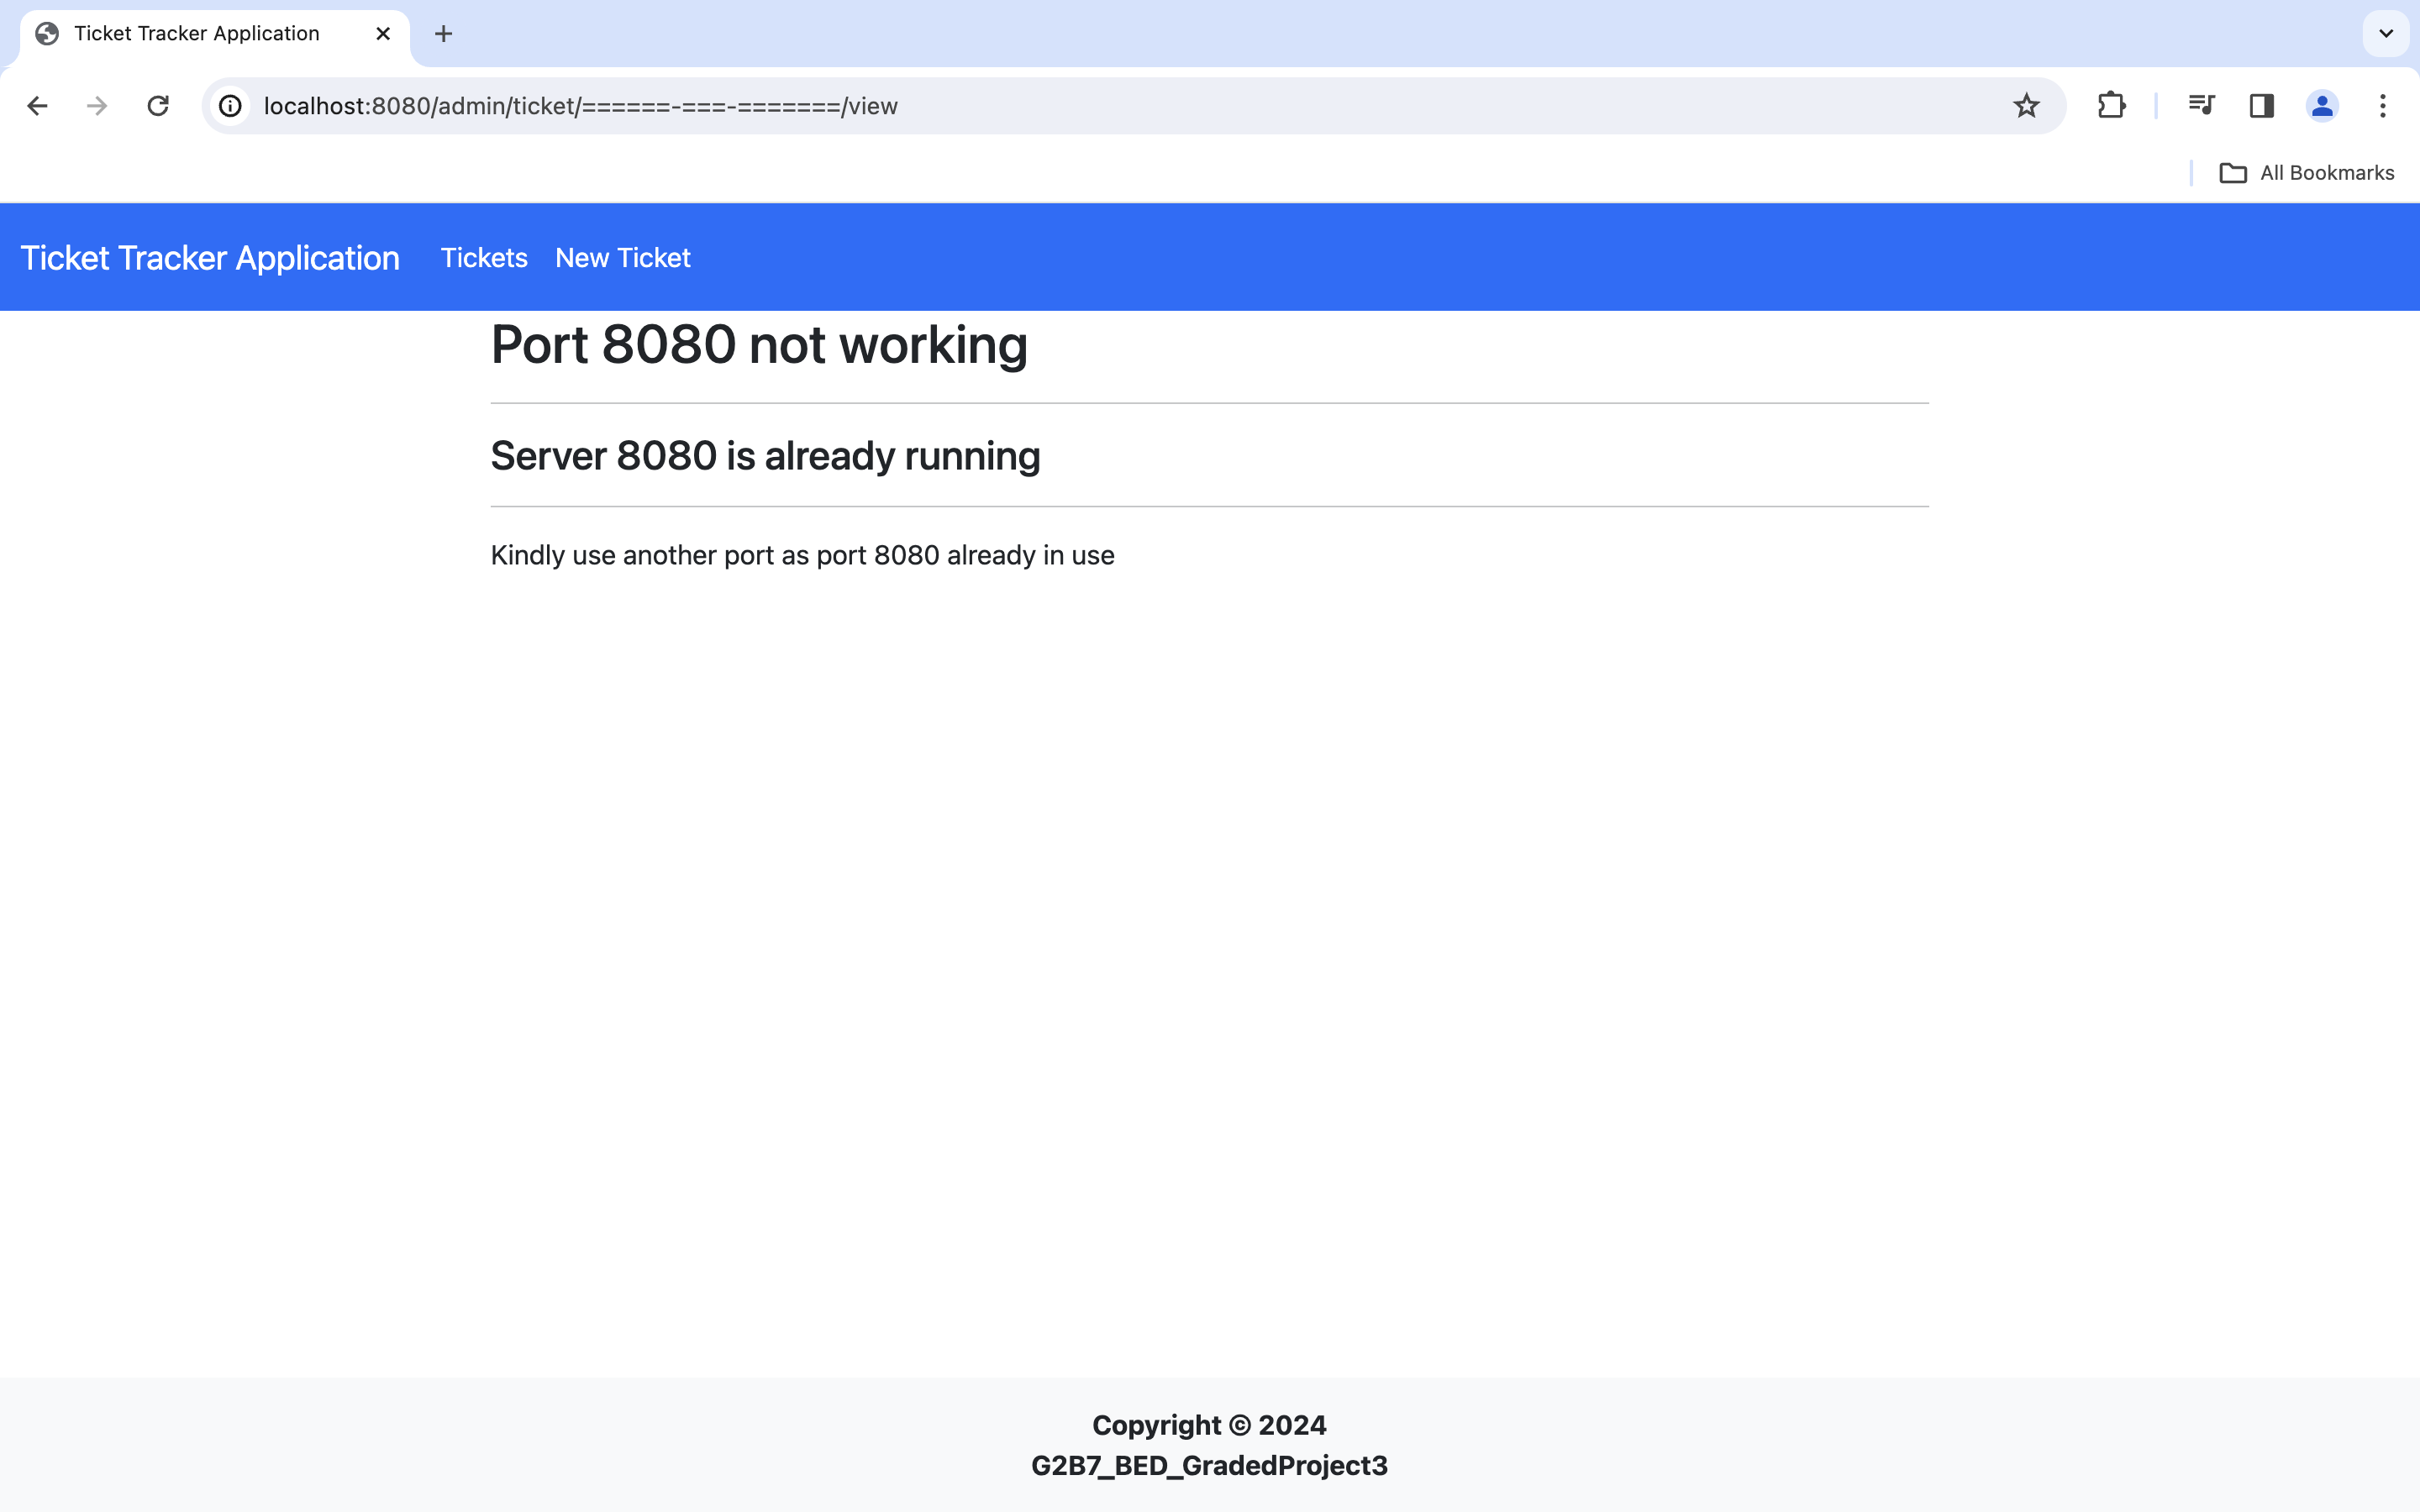 Ticket Tracker Application
localhost:8080/admin/ticket/======-===-=======/view
All Bookmarks
Ticket Tracker Application Tickets New Ticket
Port 8080 not working
Server 8080 is already running
Kindly use another port as port 8080 already in use
Copyright © 2024
G2B7_BED_GradedProject3